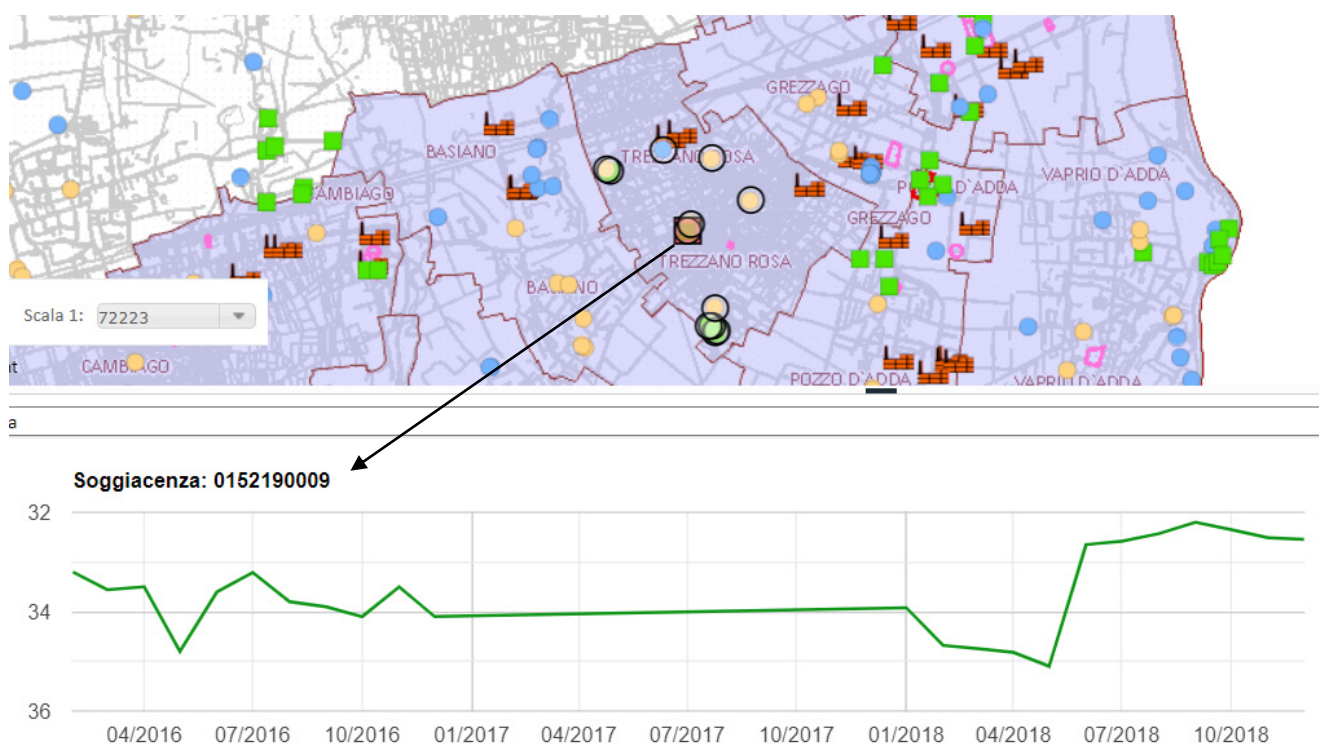 GREZZAGO
BASIANO
TREZZANO ROSA
VAPRIO D`ADDA
CAMBIAGO
D`ADDA
GREZZAGO
TREZZANO ROSA
BASIANO
Scala 1: 72223
CAMBIAGO
POZZO D`ADDA
VAPRIO D`ADDA
a
Soggiacenza: 0152190009
32
34
36
04/2016 07/2016 10/2016 01/2017 04/2017 07/2017 10/2017 01/2018 04/2018 07/2018 10/2018